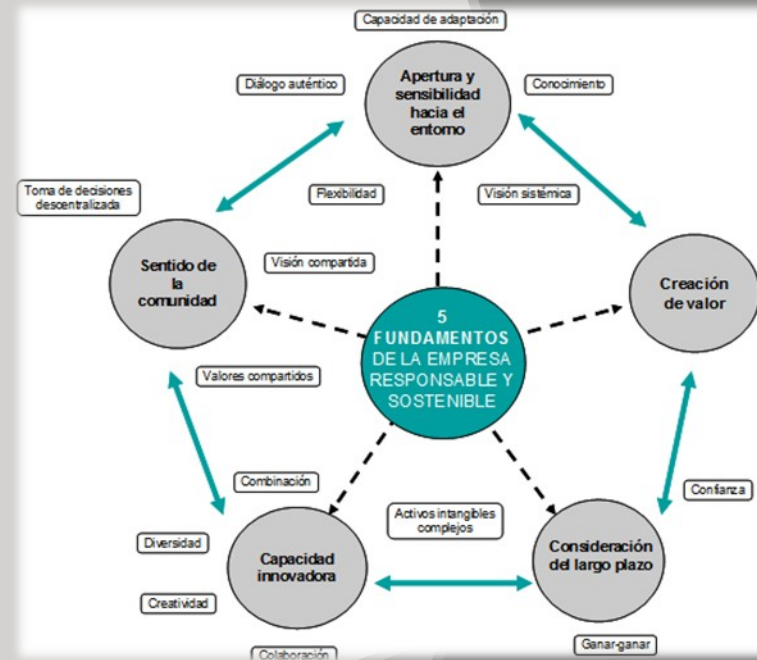 Capacidad de adaptación
Apertura y
sensibilidad
hacia el
entorno
Diálogo auténtico
Conocimiento
Toma de decisiones
descentralizada
Flexibilidad
Visión sistémica
Sentido de
la
comunidad
Visión compartida
Creación
de valor
5
FUNDAMENTOS
DE LA EMPRESA
RESPONSABLE Y
SOSTENIBLE
Valores compartidos
Combinación
Confianza
Activos intangibles
complejos
Diversidad
Capacidad
innovadora
Consideración
del largo plazo
Creatividad
Colaboración
Ganar-ganar